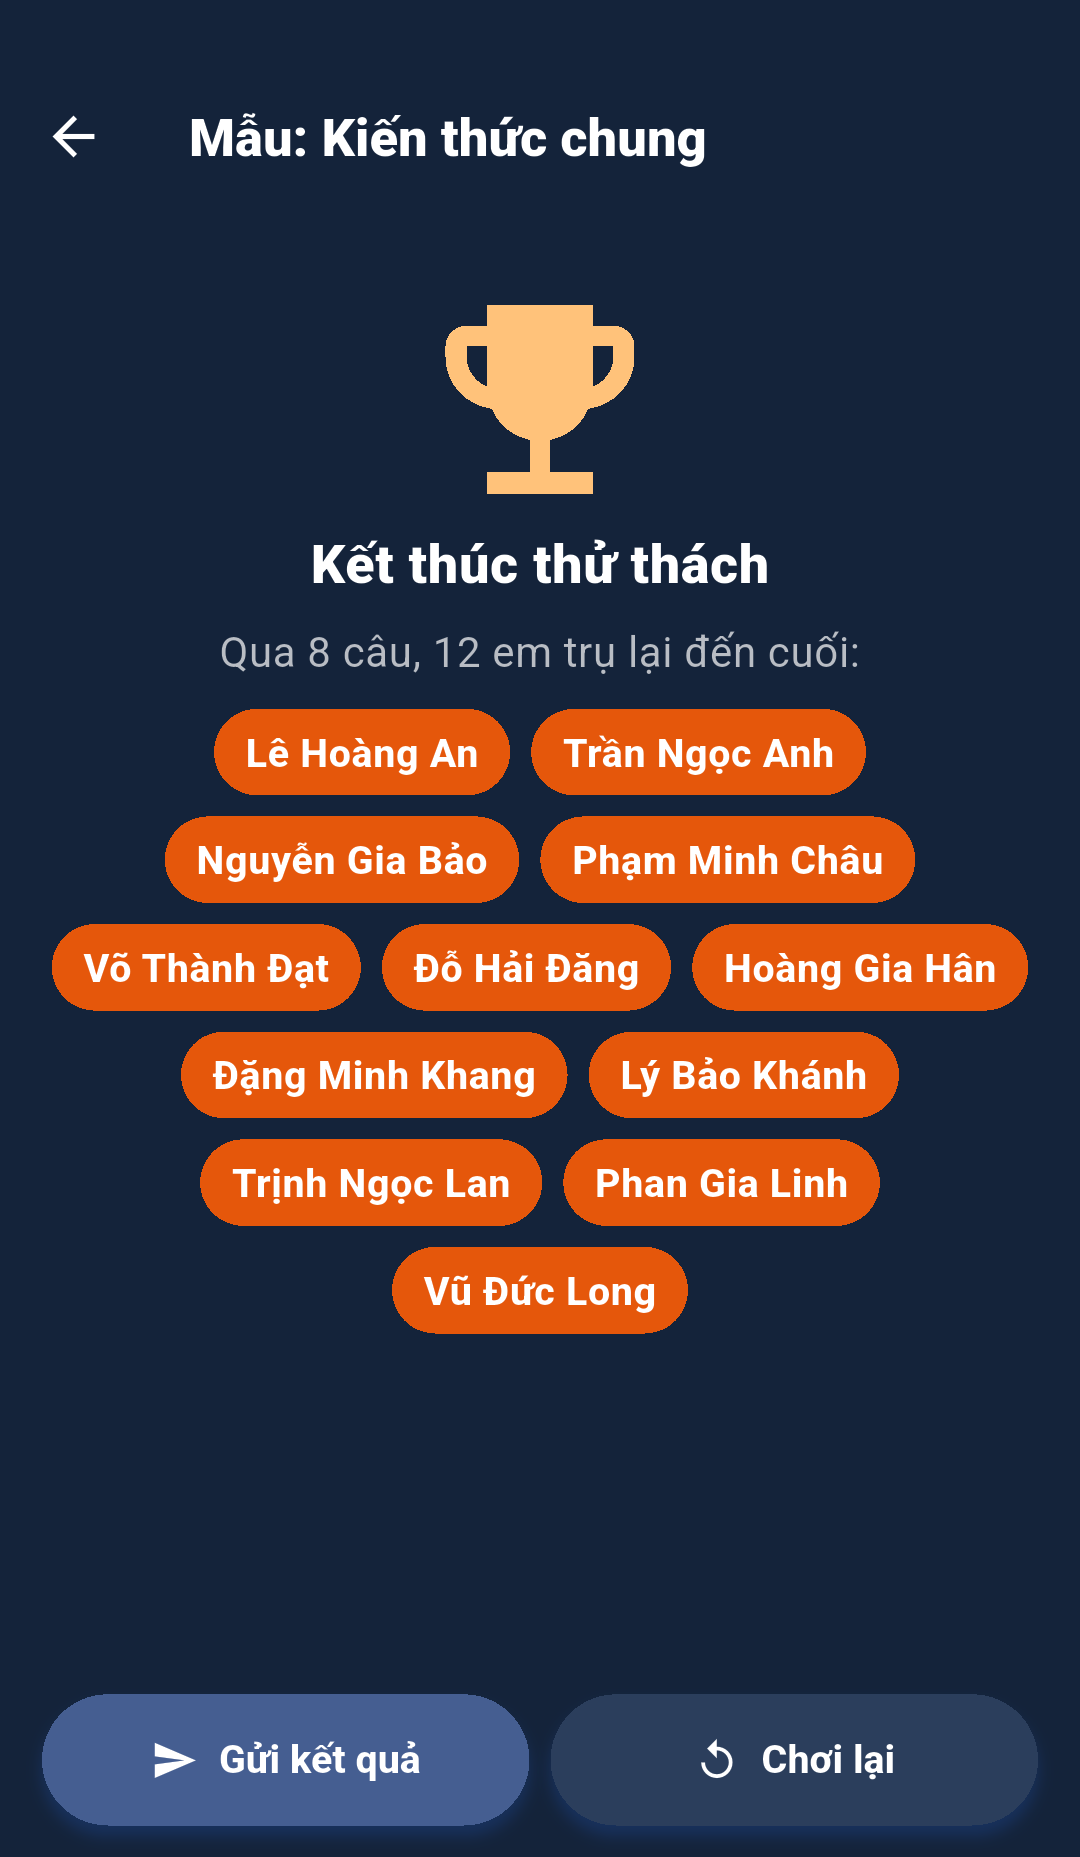 Mẫu: Kiến thức chung
Kết thúc thử thách
Qua 8 câu, 12 em trụ lại đến cuối:
Lê Hoàng An Trần Ngọc Anh
Nguyễn Gia Bảo Phạm Minh Châu
Võ Thành Đạt Đỗ Hải Đăng Hoàng Gia Hân
Đặng Minh Khang Lý Bảo Khánh
Trịnh Ngọc Lan Phan Gia Linh
Vũ Đức Long
Gửi kết quả Chơi lại